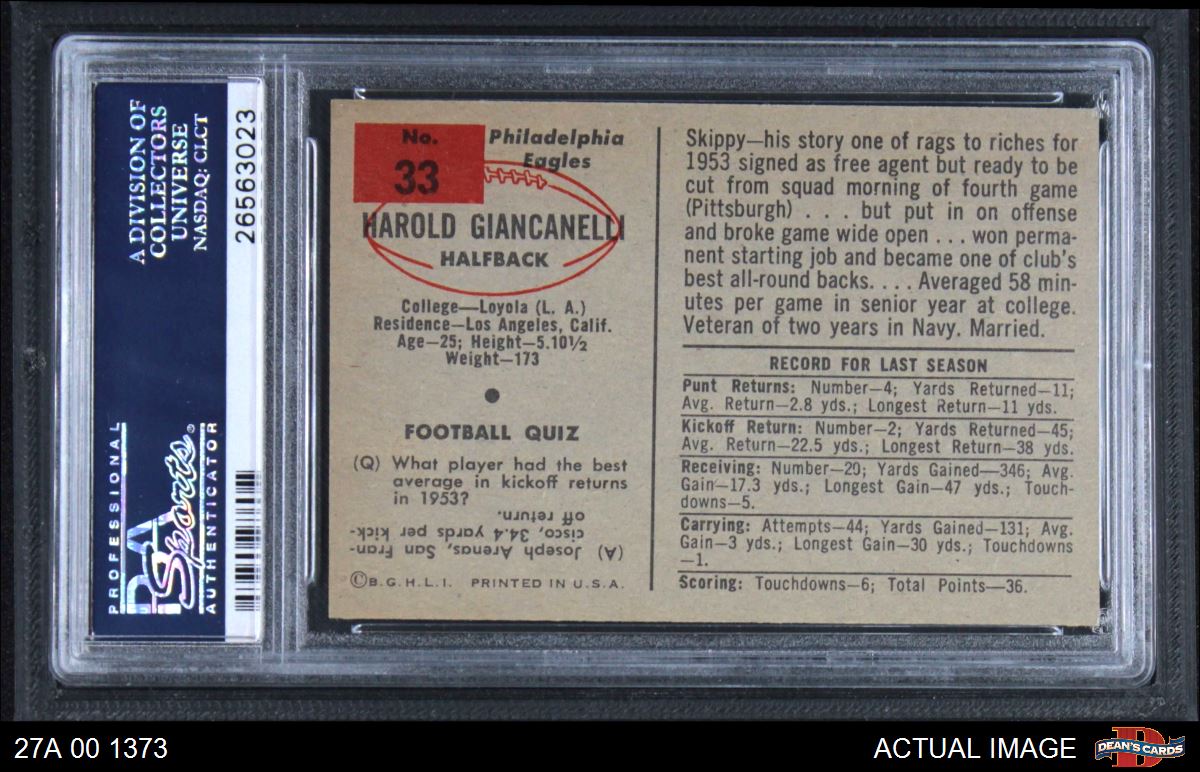 A DIVISION OF
COLLECTORS
UNIVERSE
NASDAQ: CLCT
26563023
PROFESSIONAL
PSA
Sports®
AUTHENTICATOR
No.
33
Philadelphia
Eagles
HAROLD GIANCANELLI
HALFBACK
College—Loyola (L. A.)
Residence—Los Angeles, Calif.
Age—25; Height—5.10½
Weight—173
FOOTBALL QUIZ
(Q) What player had the best
average in kickoff returns
in 1953?
(A) Joseph Arenas, San Fran-
cisco, 34.4 yards per kick-
off return.
©B.G.H.L.I. PRINTED IN U.S.A.
Skippy—his story one of rags to riches for
1953 signed as free agent but ready to be
cut from squad morning of fourth game
(Pittsburgh) . . . but put in on offense
and broke game wide open . . . won perma-
nent starting job and became one of club's
best all-round backs. . . . Averaged 58 min-
utes per game in senior year at college.
Veteran of two years in Navy. Married.
RECORD FOR LAST SEASON
Punt Returns: Number—4; Yards Returned—11;
Avg. Return—2.8 yds.; Longest Return—11 yds.
Kickoff Return: Number—2; Yards Returned—45;
Avg. Return—22.5 yds.; Longest Return—38 yds.
Receiving: Number—20; Yards Gained—346; Avg.
Gain—17.3 yds.; Longest Gain—47 yds.; Touch-
downs—5.
Carrying: Attempts—44; Yards Gained—131; Avg.
Gain—3 yds.; Longest Gain—30 yds.; Touchdowns
—1.
Scoring: Touchdowns—6; Total Points—36.
27A 00 1373
ACTUAL IMAGE
DEAN'S CARDS